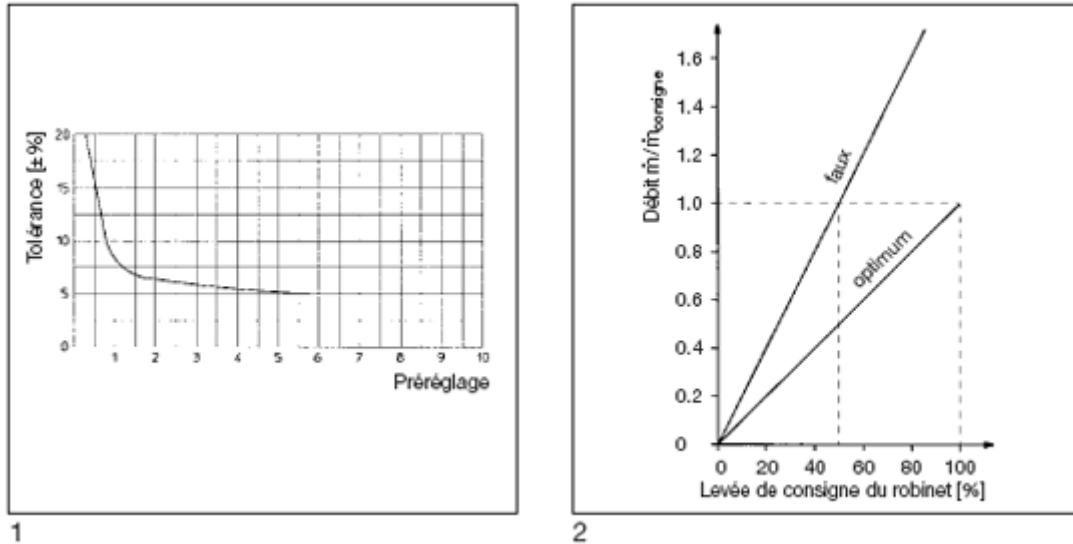 Tolérance [± %]
20
15
10
5
0
1 2 3 4 5 6 7 8 9 10
Préréglage
1
Débit ṁ/ṁconsigne
1.6
1.4
1.2
1.0
0.8
0.6
0.4
0.2
0
faux
optimum
0 20 40 60 80 100
Levée de consigne du robinet [%]
2